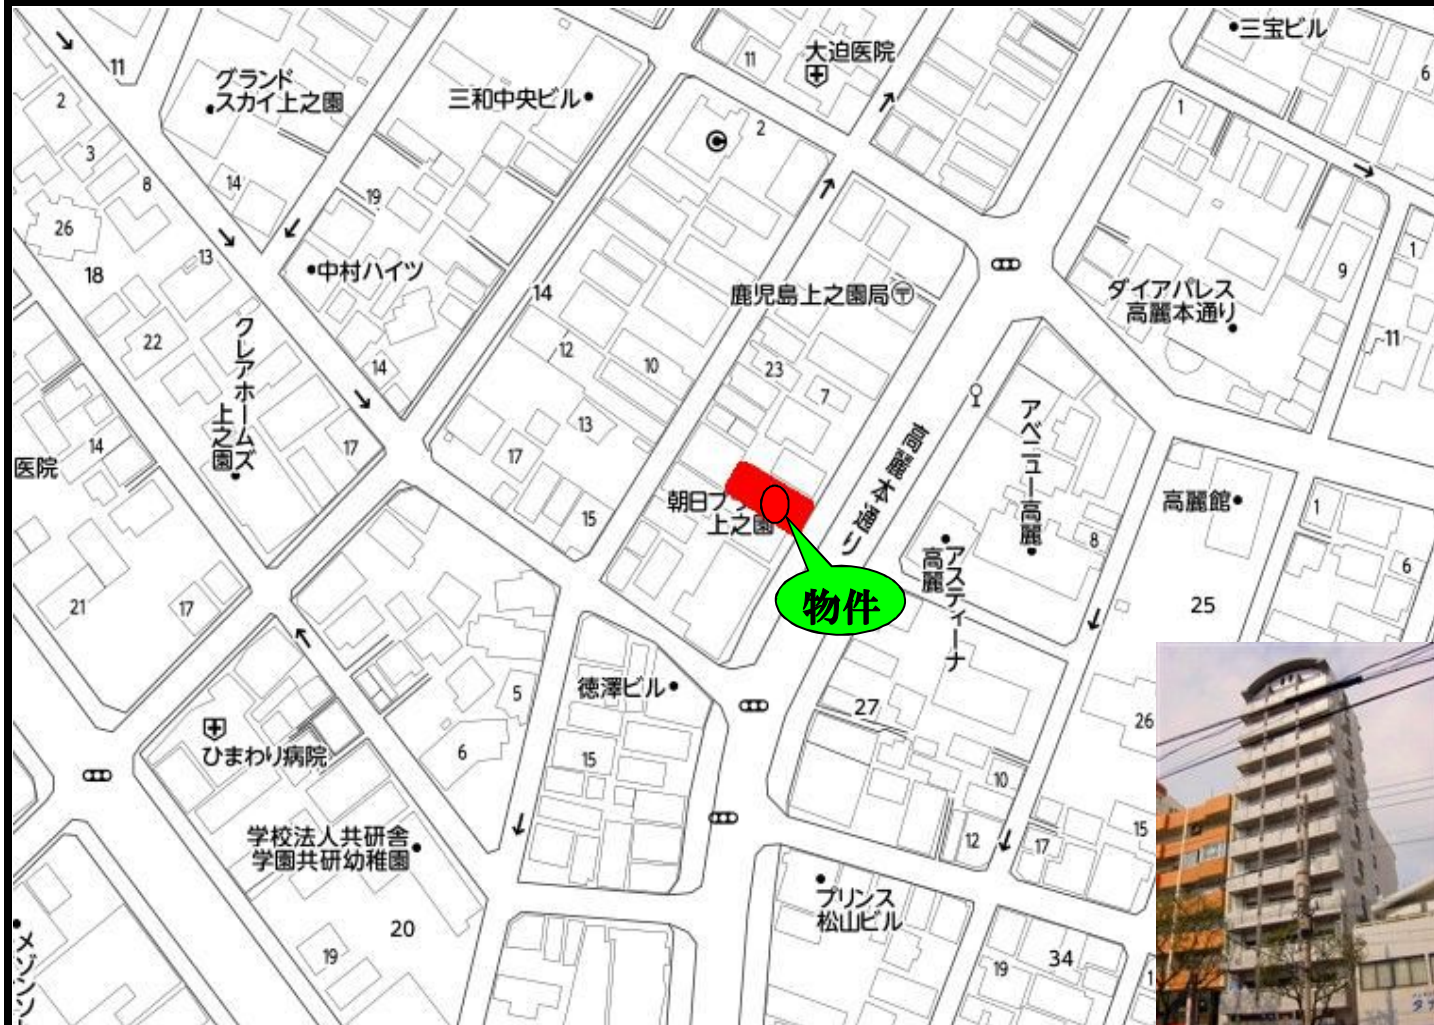 三宝ビル
大迫医院
11
11
6
グランド
スカイ上之園
三和中央ビル
2
2
1
3
8
14
19
26
13
18
中村ハイツ
14
鹿児島上之園局
〒
ダイアパレス
高麗本通り
9
1
11
22
クレアホームズ
上之園
14
12
10
23
7
アベニュー高麗
高麗本通り
17
14
医院
17
13
15
朝日プ
上之園
高麗館
1
8
6
アスティーナ
高麗
物件
21
17
25
5
徳澤ビル
27
26
ひまわり病院
6
15
10
12
17
15
学校法人共研舎
学園共研幼稚園
プリンス
松山ビル
20
19
19
34
1
メゾンソ